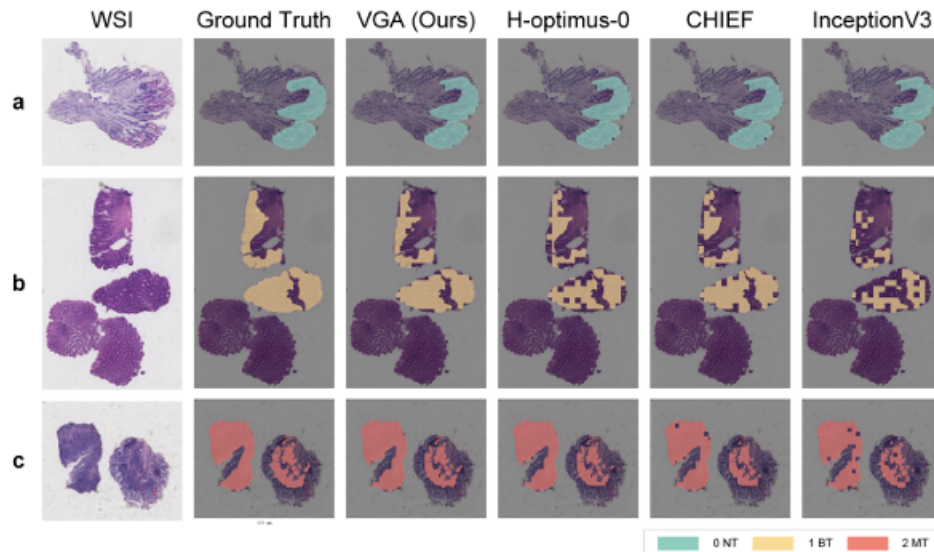 WSI Ground Truth VGA (Ours) H-optimus-0 CHIEF InceptionV3
a
b
c
0 NT 1 BT 2 MT